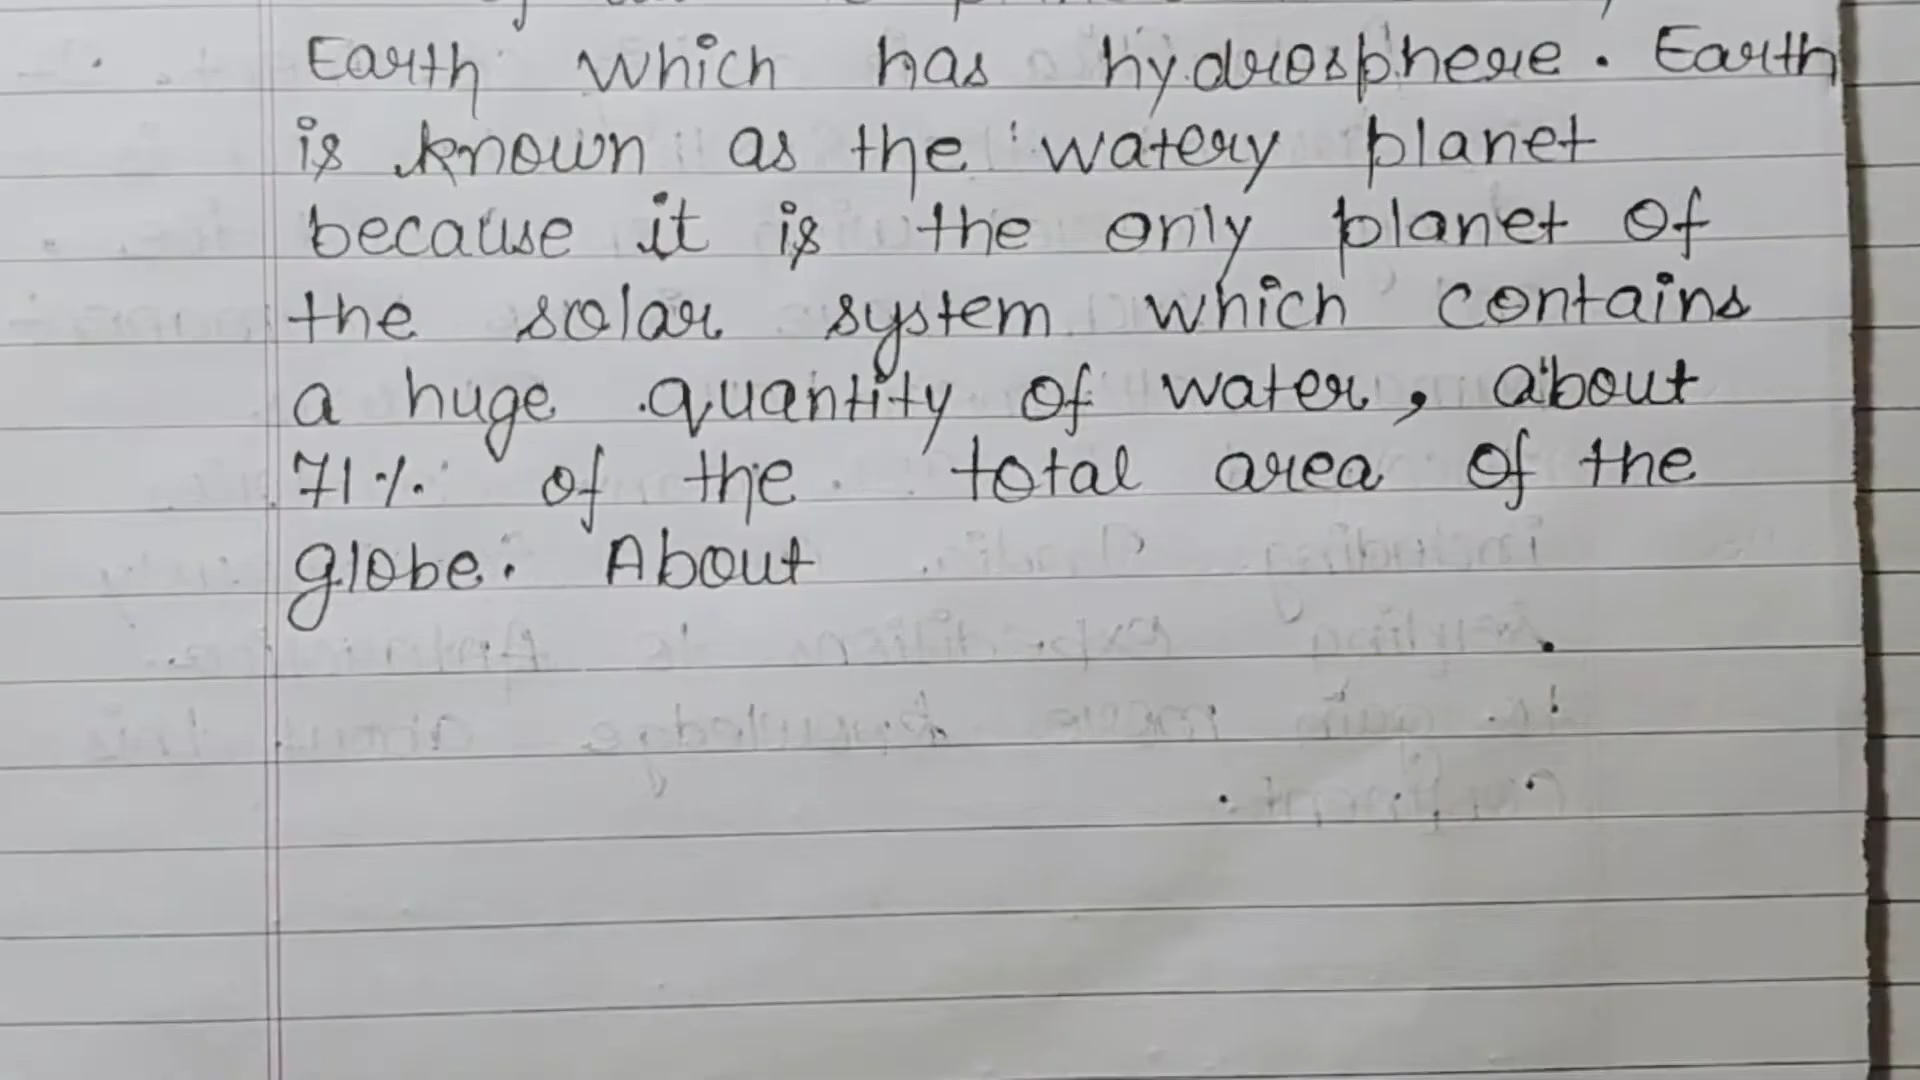 Earth which has hydrosphere. Earth
is known as the watery planet
because it is the only planet of
the solar system which contains
a huge quantity of water, about
71% of the total area of the
globe. About